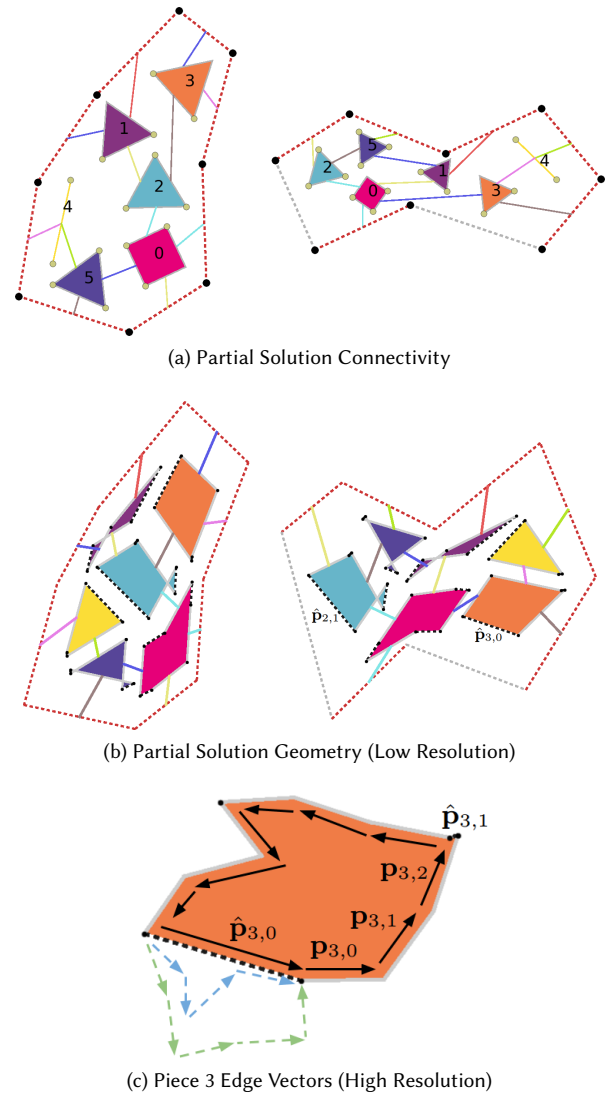 3
1
2
4
0
5
5
2
1
4
0
3
(a) Partial Solution Connectivity
p̂2,1
p̂3,0
(b) Partial Solution Geometry (Low Resolution)
p̂3,1
p3,2
p3,1
p̂3,0
p3,0
(c) Piece 3 Edge Vectors (High Resolution)